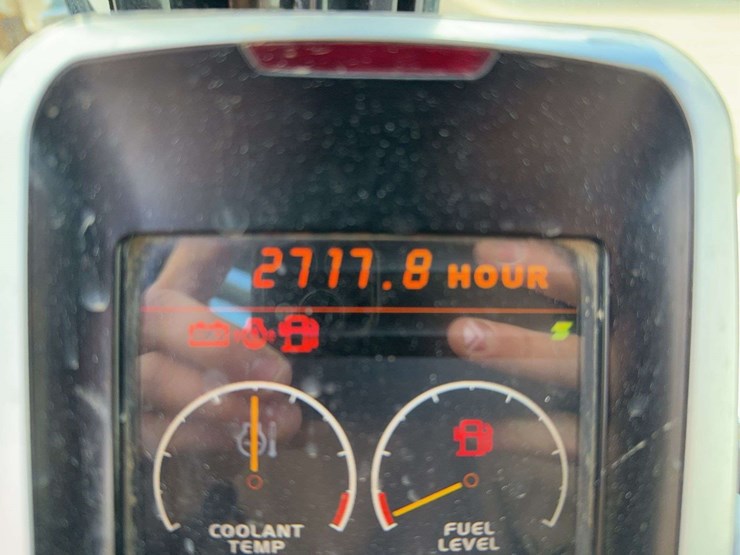 2717.8 HOUR
COOLANT
TEMP
FUEL
LEVEL